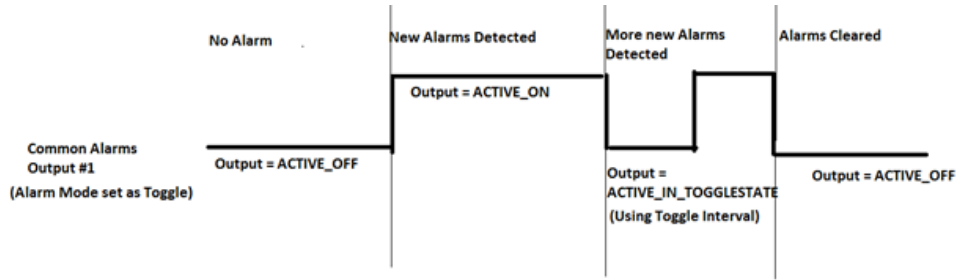 No Alarm
New Alarms Detected
More new Alarms
Detected
Alarms Cleared
Output = ACTIVE_ON
Common Alarms
Output #1
(Alarm Mode set as Toggle)
Output = ACTIVE_OFF
Output =
ACTIVE_IN_TOGGLESTATE
(Using Toggle Interval)
Output = ACTIVE_OFF